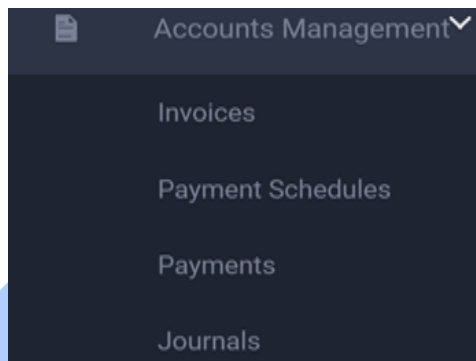 Accounts Management
Invoices
Payment Schedules
Payments
Journals